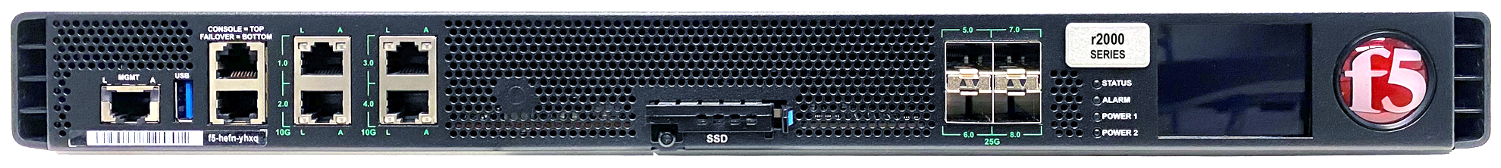 CONSOLE = TOP
FAILOVER = BOTTOM
L MGMT A
USB
f5-hefn-yhxq
L A
1.0
2.0
10G L A
L A
3.0
4.0
10G L A
SSD
5.0 7.0
6.0 8.0
25G
r2000
SERIES
STATUS
ALARM
POWER 1
POWER 2
f5